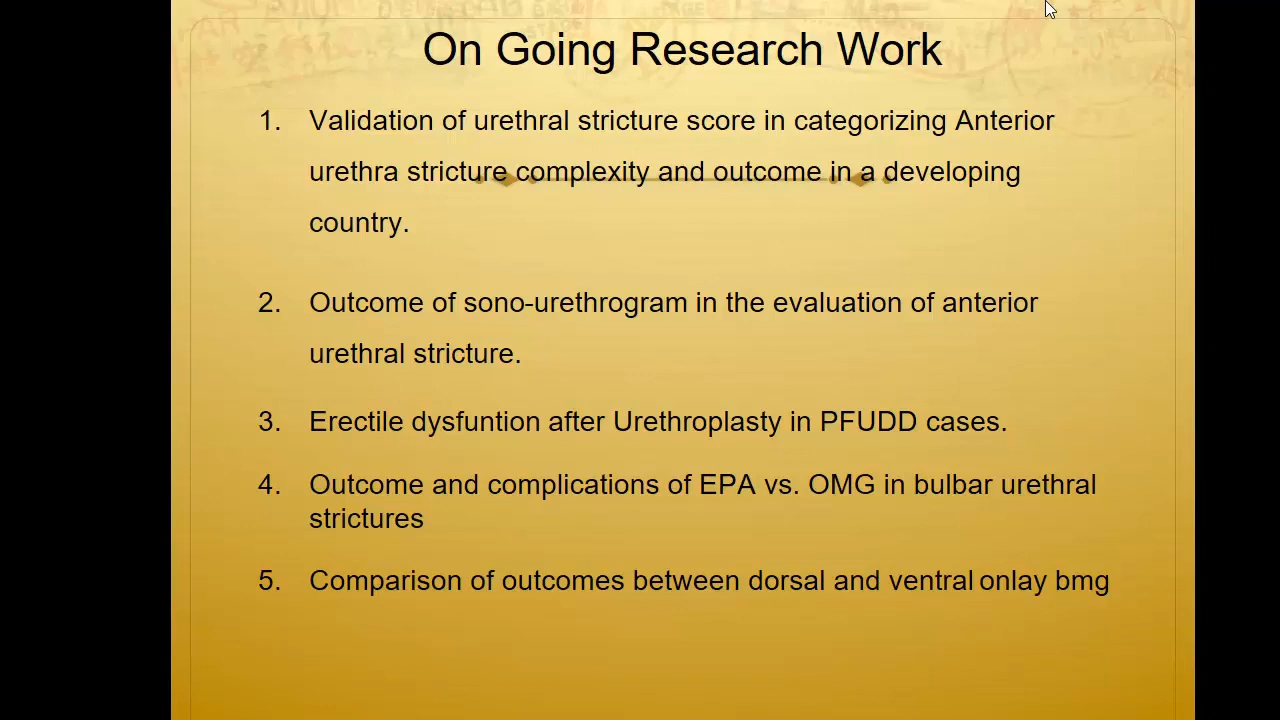 On Going Research Work
1. Validation of urethral stricture score in categorizing Anterior
urethra stricture complexity and outcome in a developing
country.
2. Outcome of sono-urethrogram in the evaluation of anterior
urethral stricture.
3. Erectile dysfuntion after Urethroplasty in PFUDD cases.
4. Outcome and complications of EPA vs. OMG in bulbar urethral
strictures
5. Comparison of outcomes between dorsal and ventral onlay bmg